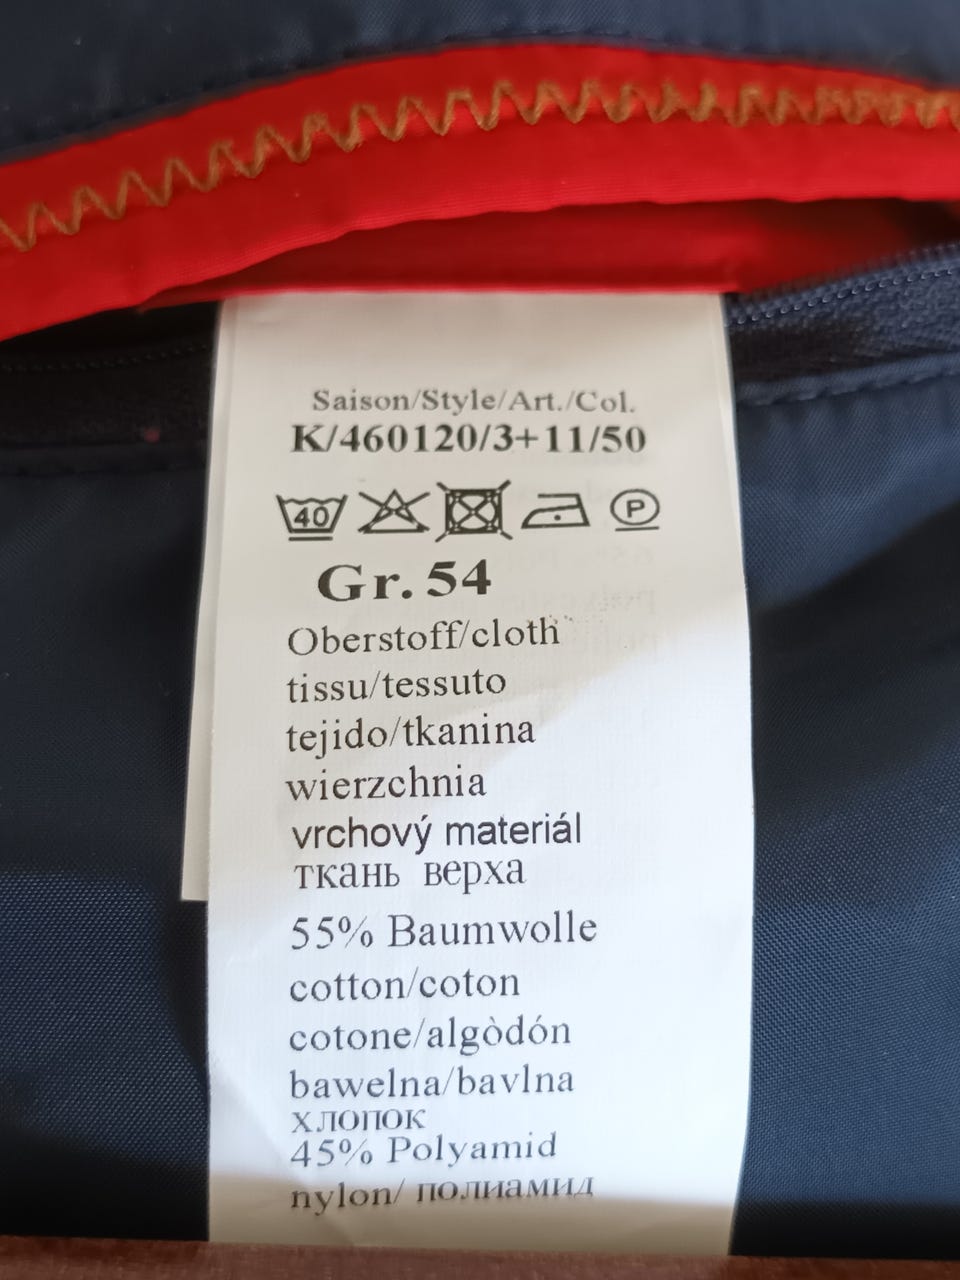 Saison/Style/Art./Col.
K/460120/3+11/50
40 P
Gr. 54
Oberstoff/cloth
tissu/tessuto
tejido/tkanina
wierzchnia
vrchový materiál
ткань верха
55% Baumwolle
cotton/coton
cotone/algòdón
bawelna/bavlna
хлопок
45% Polyamid
nylon/ полиамид